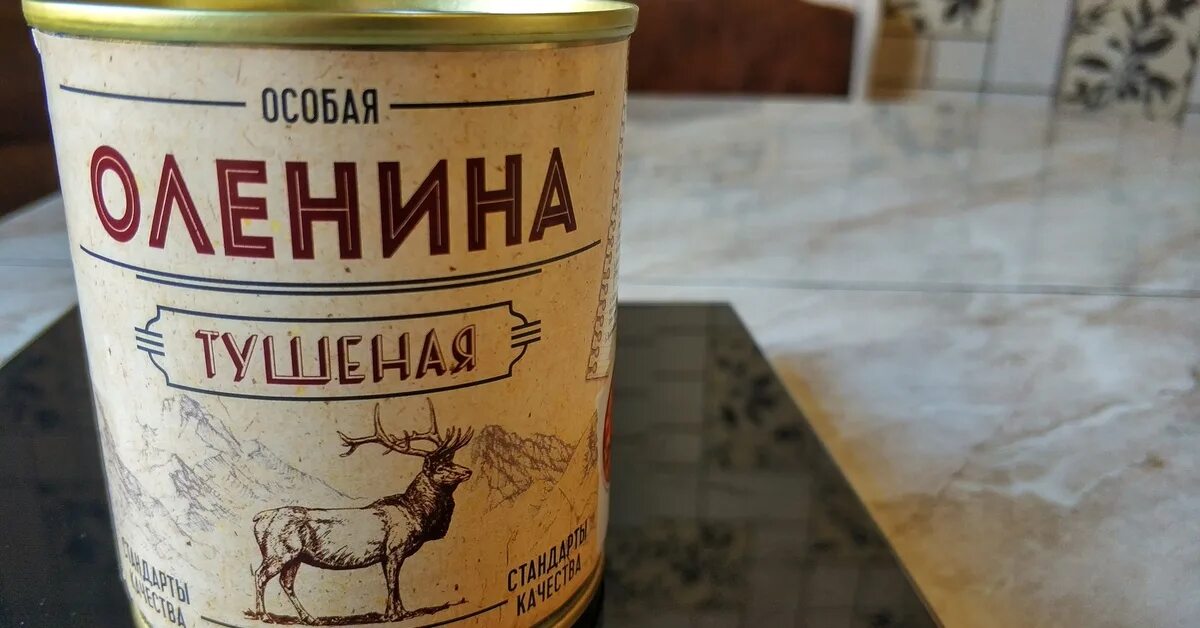 ОСОБАЯ
ОЛЕНИНА
ТУШЕНАЯ
СТАНДАРТЫ
КАЧЕСТВА
СТАНДАРТЫ
КАЧЕСТВА